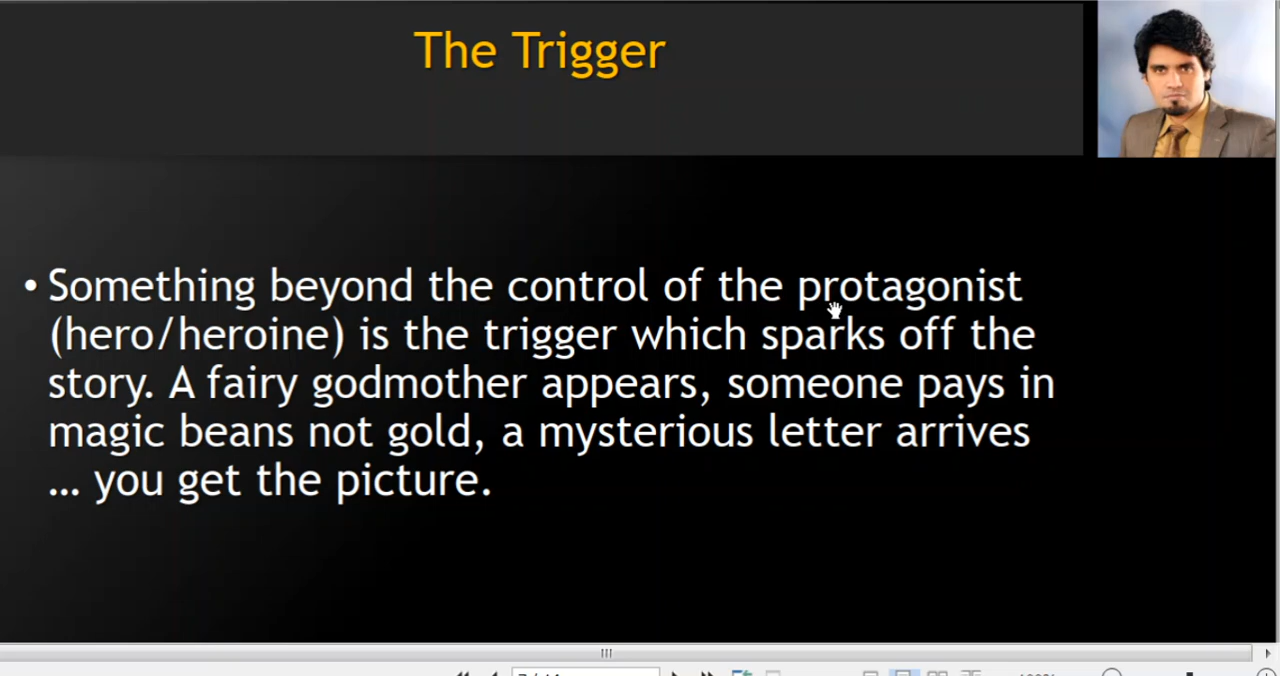 The Trigger
• Something beyond the control of the protagonist
(hero/heroine) is the trigger which sparks off the
story. A fairy godmother appears, someone pays in
magic beans not gold, a mysterious letter arrives
… you get the picture.